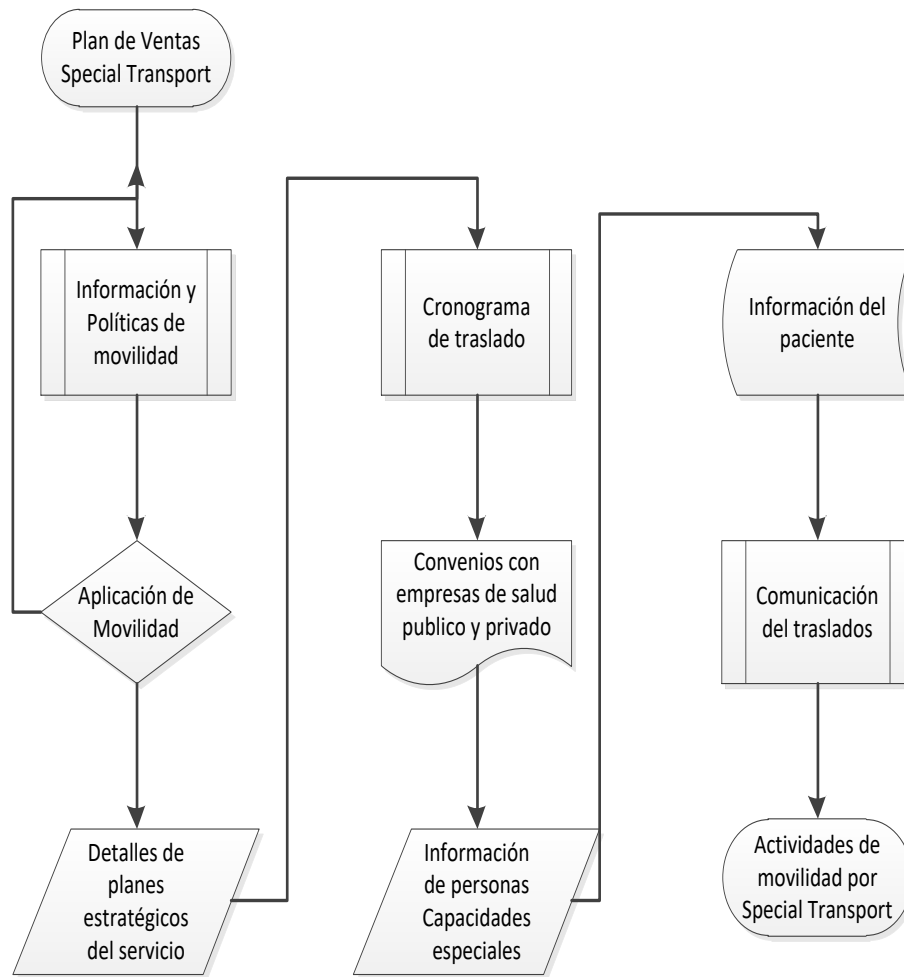 Plan de Ventas
Special Transport
Información y
Políticas de
movilidad
Aplicación de
Movilidad
Detalles de
planes
estratégicos
del servicio
Cronograma
de traslado
Convenios con
empresas de salud
publico y privado
Información
de personas
Capacidades
especiales
Información del
paciente
Comunicación
del traslados
Actividades de
movilidad por
Special Transport